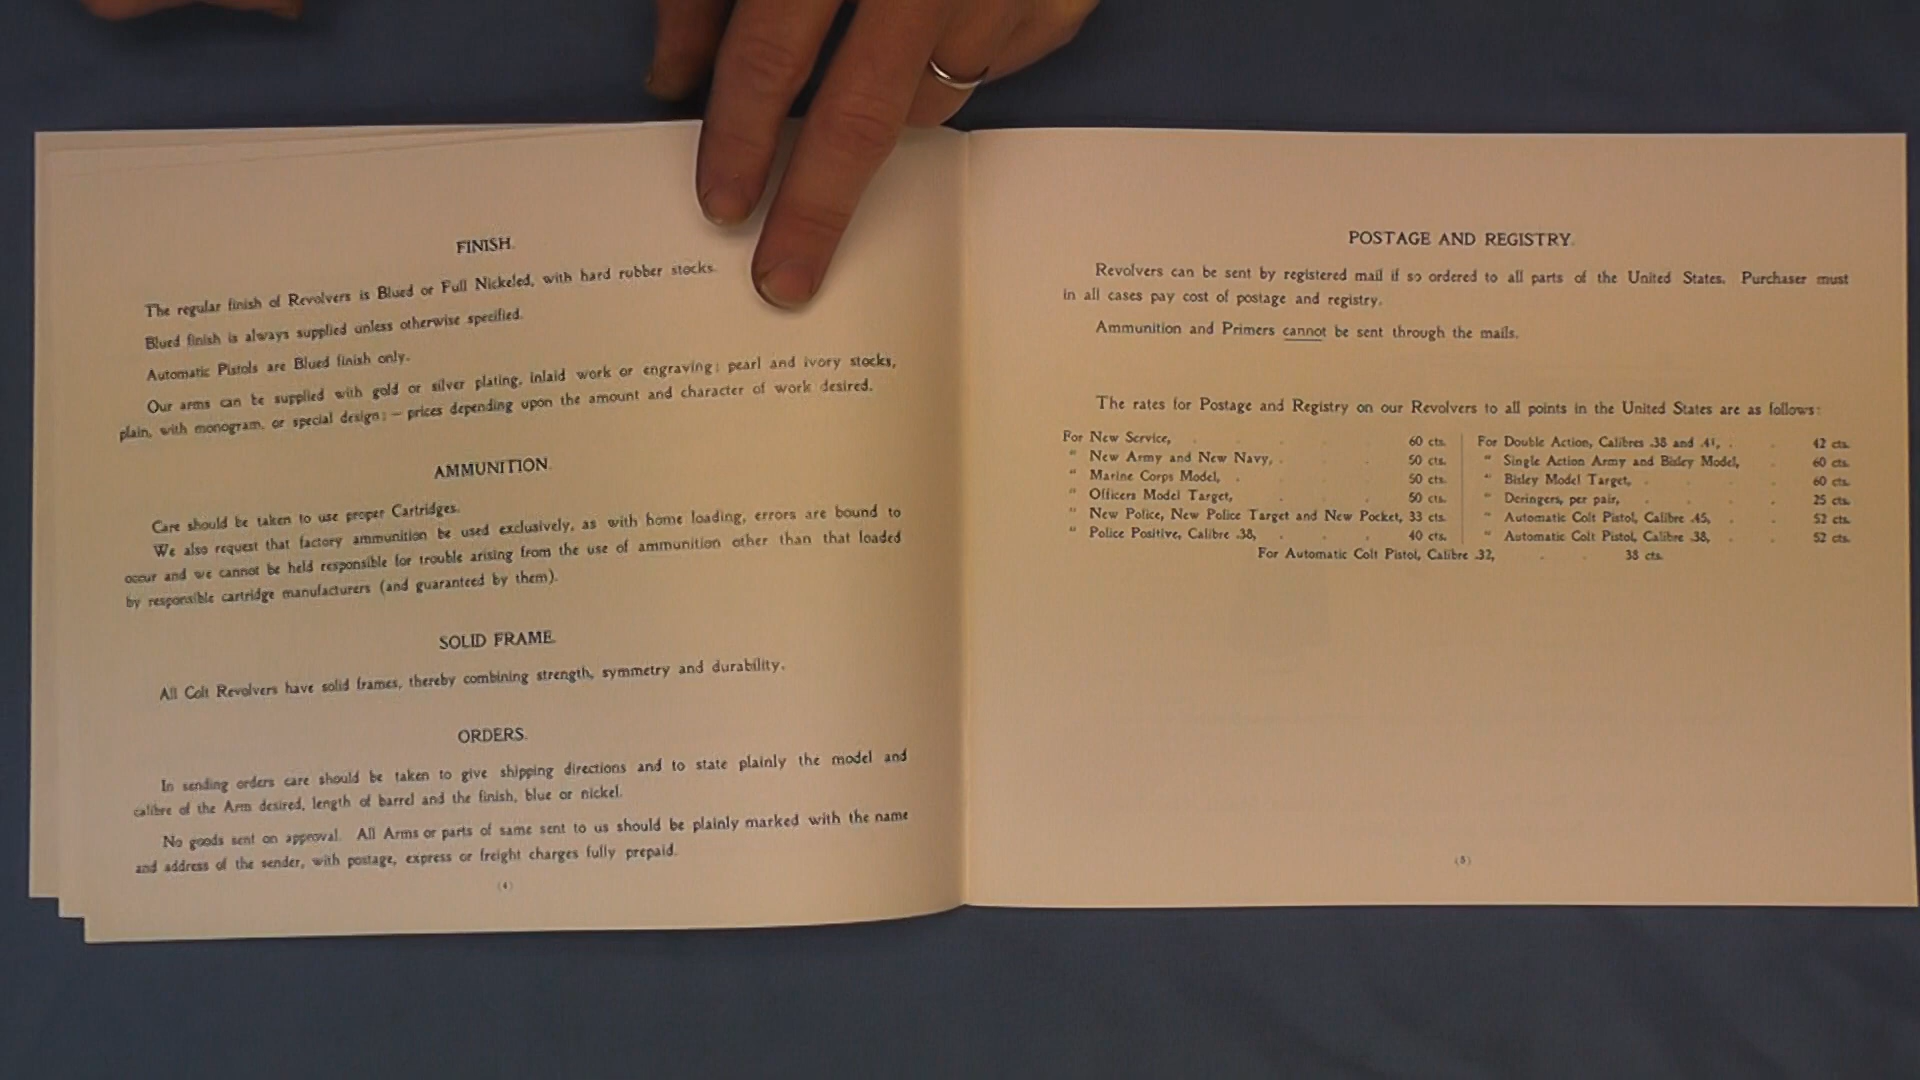 FINISH.
The regular finish of Revolvers is Blued or Full Nickeled, with hard rubber stocks.
Blued finish is always supplied unless otherwise specified.
Automatic Pistols are Blued finish only.
Our arms can be supplied with gold or silver plating, inlaid work or engraving; pearl and ivory stocks,
plain, with monogram, or special design; — prices depending upon the amount and character of work desired.
AMMUNITION.
Care should be taken to use proper Cartridges.
We also request that factory ammunition be used exclusively, as with home loading, errors are bound to
occur and we cannot be held responsible for trouble arising from the use of ammunition other than that loaded
by responsible cartridge manufacturers (and guaranteed by them).
SOLID FRAME.
All Colt Revolvers have solid frames, thereby combining strength, symmetry and durability.
ORDERS.
In sending orders care should be taken to give shipping directions and to state plainly the model and
calibre of the Arm desired, length of barrel and the finish, blue or nickel.
No goods sent on approval. All Arms or parts of same sent to us should be plainly marked with the name
and address of the sender, with postage, express or freight charges fully prepaid.
(4)
POSTAGE AND REGISTRY.
Revolvers can be sent by registered mail if so ordered to all parts of the United States. Purchaser must
in all cases pay cost of postage and registry.
Ammunition and Primers cannot be sent through the mails.
The rates for Postage and Registry on our Revolvers to all points in the United States are as follows:
For New Service, 60 cts.
" New Army and New Navy, 50 cts.
" Marine Corps Model, 50 cts.
" Officers Model Target, 50 cts.
" New Police, New Police Target and New Pocket, 33 cts.
" Police Positive, Calibre .38, 40 cts.
For Double Action, Calibres .38 and .41, 42 cts.
" Single Action Army and Bisley Model, 60 cts.
" Bisley Model Target, 60 cts.
" Deringers, per pair, 25 cts.
" Automatic Colt Pistol, Calibre .45, 52 cts.
" Automatic Colt Pistol, Calibre .38, 52 cts.
For Automatic Colt Pistol, Calibre .32, 38 cts.
(5)